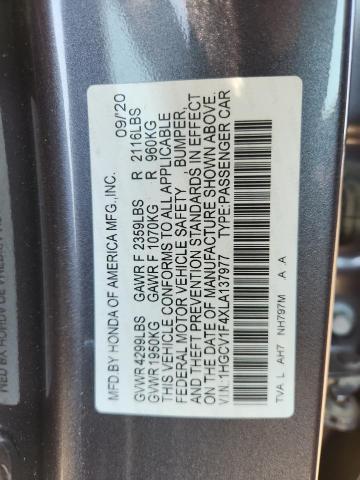 MFD. BY HONDA OF AMERICA MFG.,INC. 09/'20
GVWR 4299LBS GAWR F 2359LBS R 2116LBS
GVWR 1950KG GAWR F 1070KG R 960KG
THIS VEHICLE CONFORMS TO ALL APPLICABLE
FEDERAL MOTOR VEHICLE SAFETY , BUMPER,
AND THEFT PREVENTION STANDARDS IN EFFECT
ON THE DATE OF MANUFACTURE SHOWN ABOVE.
V.I.N: 1HGCV1F4XLA137977 TYPE:PASSENGER CAR
TVA L AH7 NH797M A .A